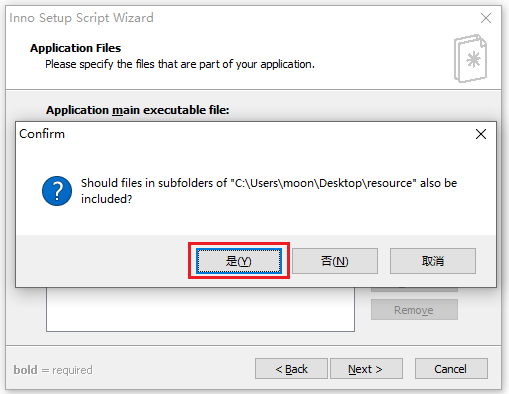 Inno Setup Script Wizard
Application Files
Please specify the files that are part of your application.
Application main executable file:
Confirm
Should files in subfolders of "C:\Users\moon\Desktop\resource" also be
included?
是(Y)
否(N)
取消
Remove
bold = required
< Back
Next >
Cancel